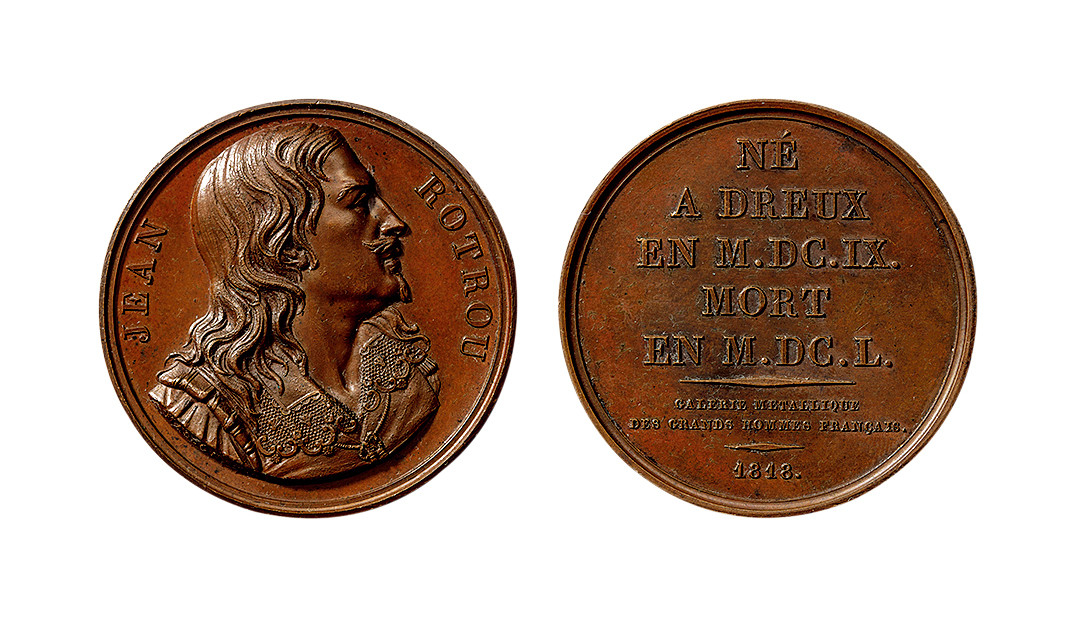 JEAN ROTROU
NÉ
A DREUX
EN M.DC.IX.
MORT
EN M.DC.L.
GALERIE METALLIQUE
DES GRANDS HOMMES FRANÇAIS.
1818.